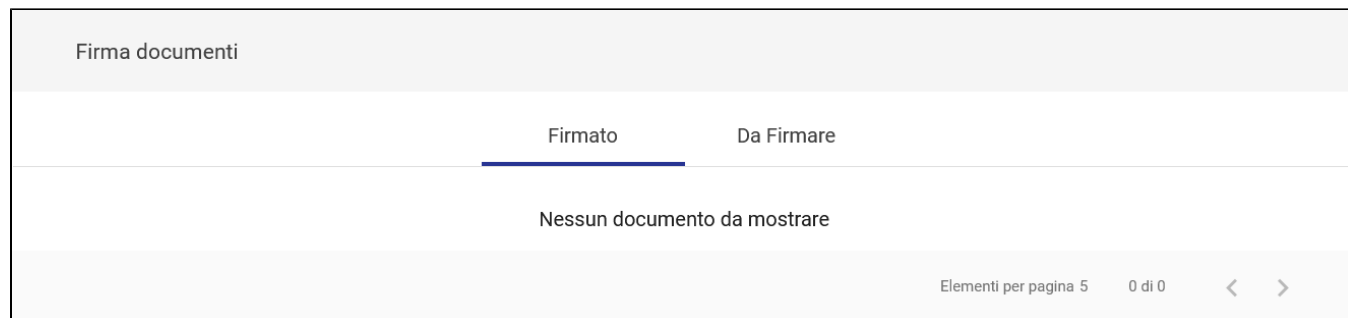 Firma documenti
Firmato Da Firmare
Nessun documento da mostrare
Elementi per pagina 5 0 di 0